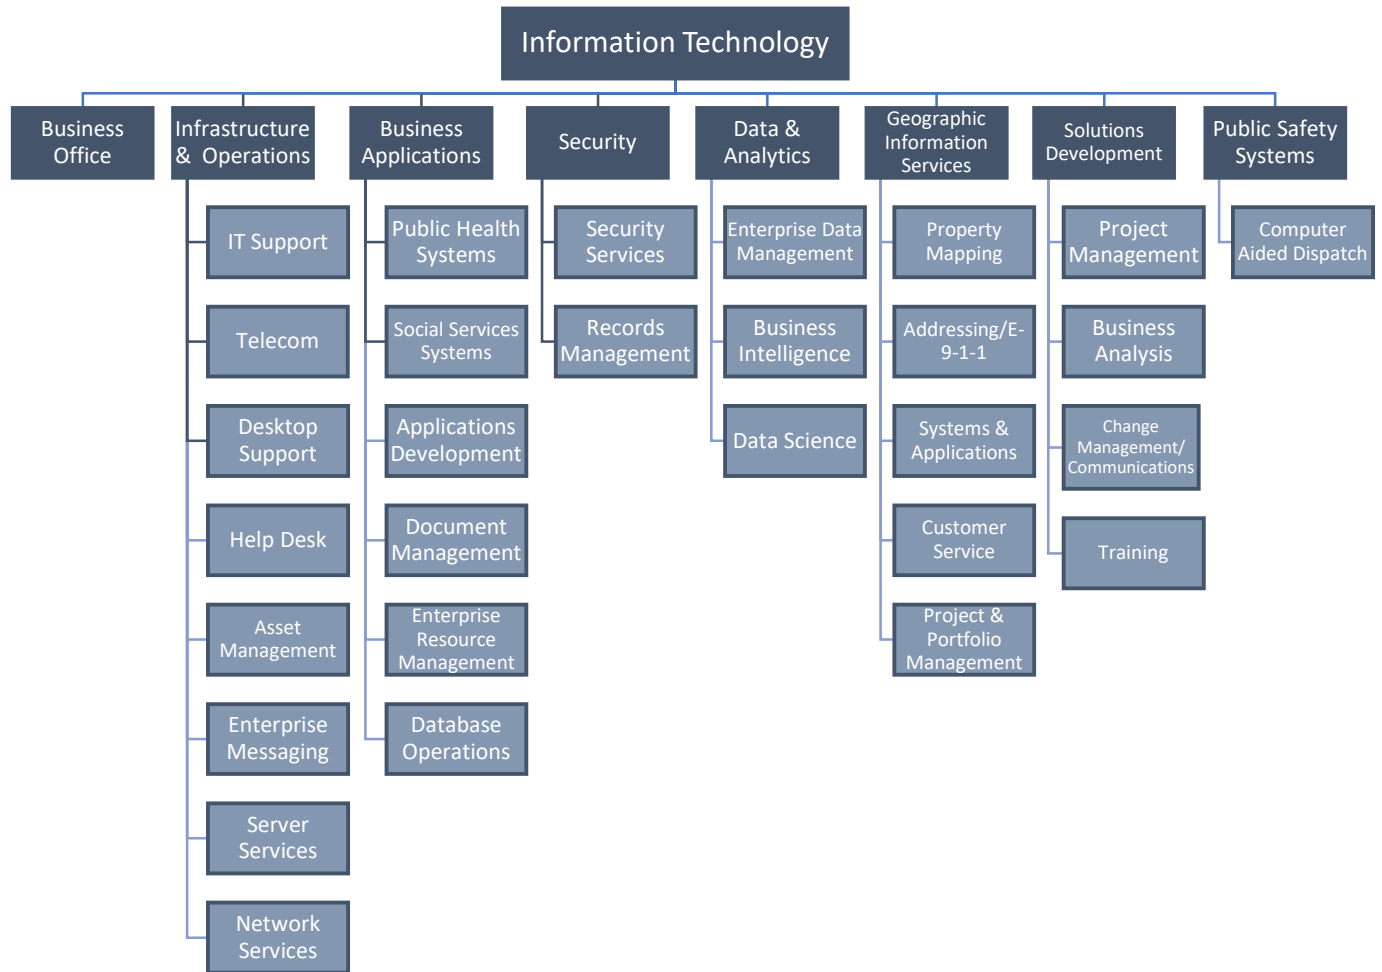 Information Technology
Business
Office
Infrastructure
& Operations
Business
Applications
Security
Data &
Analytics
Geographic
Information
Services
Solutions
Development
Public Safety
Systems
IT Support
Telecom
Desktop
Support
Help Desk
Asset
Management
Enterprise
Messaging
Server
Services
Network
Services
Public Health
Systems
Social Services
Systems
Applications
Development
Document
Management
Enterprise
Resource
Management
Database
Operations
Security
Services
Records
Management
Enterprise Data
Management
Business
Intelligence
Data Science
Property
Mapping
Addressing/E-
9-1-1
Systems &
Applications
Customer
Service
Project &
Portfolio
Management
Project
Management
Business
Analysis
Change
Management/
Communications
Training
Computer
Aided Dispatch